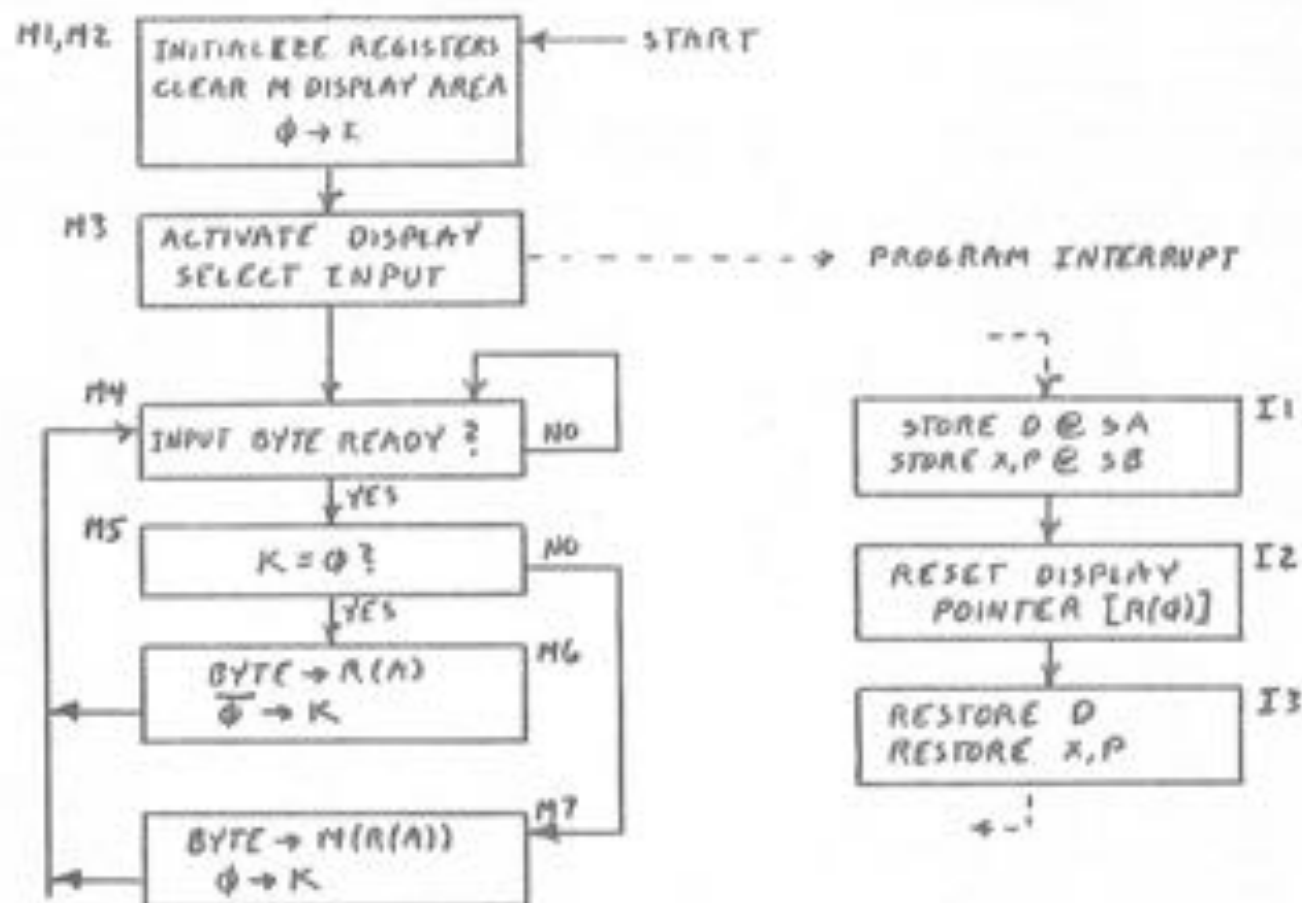 M1,M2
INITIALIZE REGISTERS
CLEAR M DISPLAY AREA
φ → K
START
M3
ACTIVATE DISPLAY
SELECT INPUT
PROGRAM INTERRUPT
M4
INPUT BYTE READY ?
NO
YES
M5
K = φ ?
NO
YES
M6
BYTE → R(A)
φ̅ → K
M7
BYTE → M(R(A))
φ → K
I1
STORE D @ SA
STORE X,P @ SB
I2
RESET DISPLAY
POINTER [R(φ)]
I3
RESTORE D
RESTORE X,P